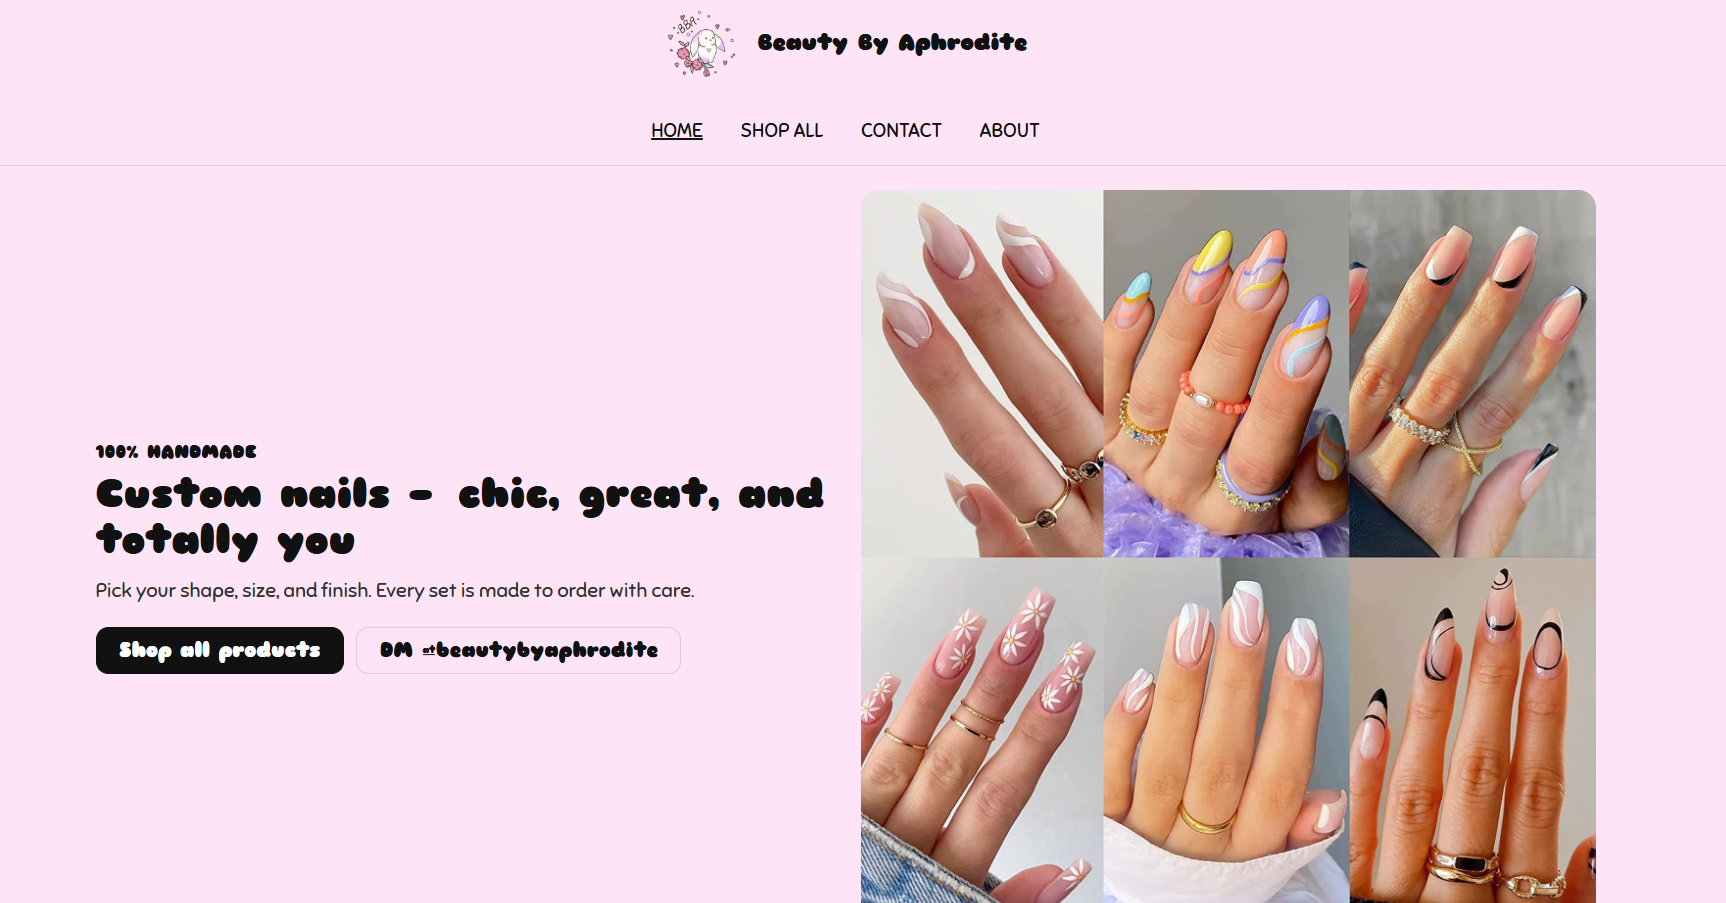 BBA
Beauty By Aphrodite
HOME SHOP ALL CONTACT ABOUT
100% HANDMADE
Custom nails – chic, great, and
totally you
Pick your shape, size, and finish. Every set is made to order with care.
Shop all products DM @beautybyaphrodite